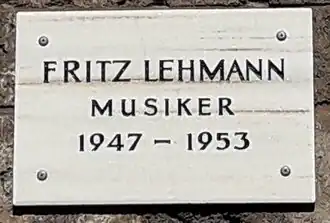 FRITZ LEHMANN
MUSIKER
1947 – 1953